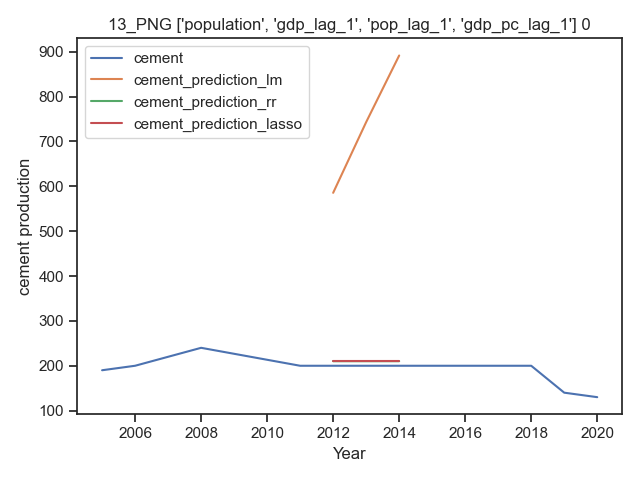 13_PNG ['population', 'gdp_lag_1', 'pop_lag_1', 'gdp_pc_lag_1'] 0
cement
cement_prediction_lm
cement_prediction_rr
cement_prediction_lasso
cement production
900
800
700
600
500
400
300
200
100
2006 2008 2010 2012 2014 2016 2018 2020
Year